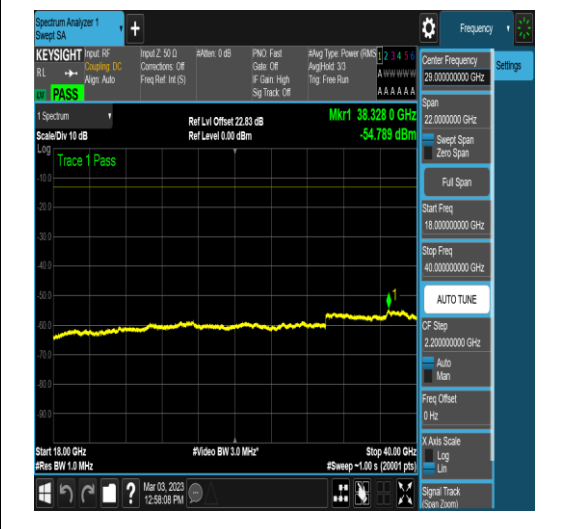 Spectrum Analyzer 1
Swept SA
Frequency
KEYSIGHT
RL
Input: RF
Coupling: DC
Align: Auto
Input Z: 50 Ω
Corrections: Off
Freq Ref: Int (S)
#Atten: 0 dB
PNO: Fast
Gate: Off
IF Gain: High
Sig Track: Off
#Avg Type: Power (RMS
Avg|Hold: 3/3
Trig: Free Run
1 2 3 4 5 6
A W W W W W
A A A A A A
PASS
1 Spectrum
Scale/Div 10 dB
Ref Lvl Offset 22.83 dB
Ref Level 0.00 dBm
Mkr1 38.328 0 GHz
-54.789 dBm
Log
Trace 1 Pass
-10.0
-20.0
-30.0
-40.0
-50.0
-60.0
-70.0
-80.0
-90.0
1
Start 18.00 GHz
#Res BW 1.0 MHz
#Video BW 3.0 MHz*
Stop 40.00 GHz
#Sweep ~1.00 s (20001 pts)
Mar 03, 2023
12:58:08 PM
Settings
Center Frequency
29.000000000 GHz
Span
22.0000000 GHz
Swept Span
Zero Span
Full Span
Start Freq
18.000000000 GHz
Stop Freq
40.000000000 GHz
AUTO TUNE
CF Step
2.200000000 GHz
Auto
Man
Freq Offset
0 Hz
X Axis Scale
Log
Lin
Signal Track
(Span Zoom)